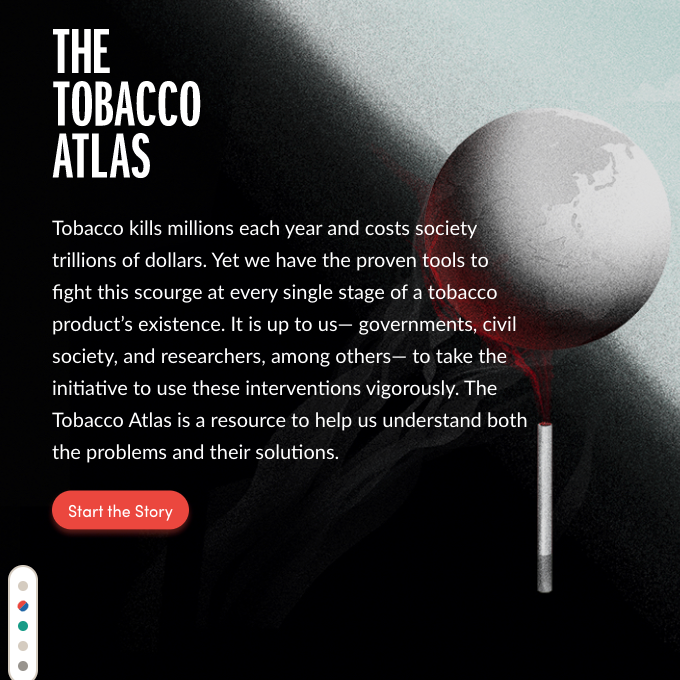 THE
TOBACCO
ATLAS
Tobacco kills millions each year and costs society
trillions of dollars. Yet we have the proven tools to
fight this scourge at every single stage of a tobacco
product’s existence. It is up to us— governments, civil
society, and researchers, among others— to take the
initiative to use these interventions vigorously. The
Tobacco Atlas is a resource to help us understand both
the problems and their solutions.
Start the Story